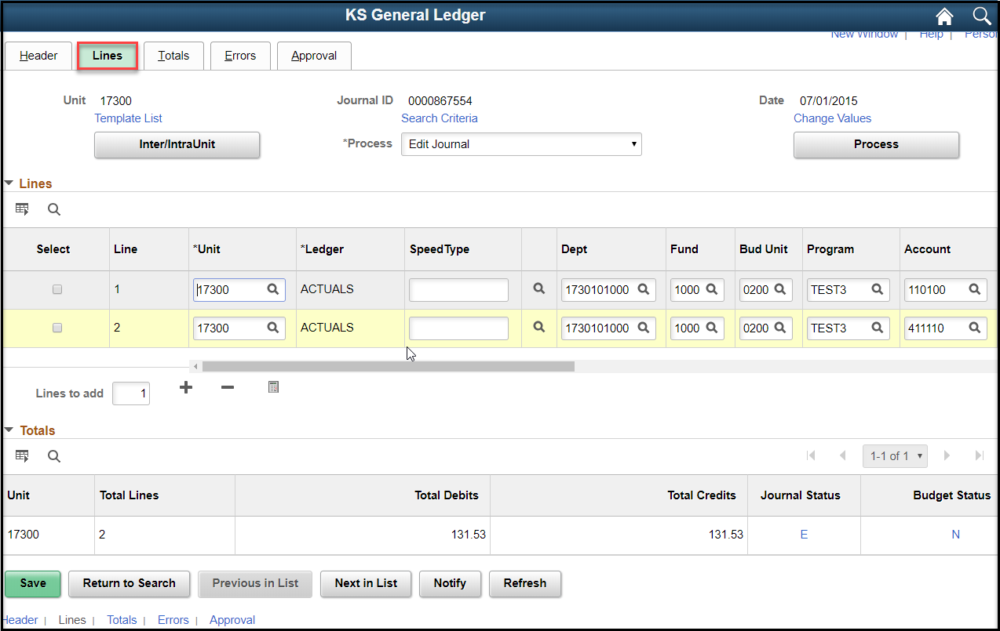 KS General Ledger
New Window | Help |
Header Lines Totals Errors Approval
Unit 17300 Journal ID 0000867554 Date 07/01/2015
Template List Search Criteria Change Values
Inter/IntraUnit *Process Edit Journal Process
Lines
Select Line *Unit *Ledger SpeedType Dept Fund Bud Unit Program Account
1 17300 ACTUALS 1730101000 1000 0200 TEST3 110100
2 17300 ACTUALS 1730101000 1000 0200 TEST3 411110
Lines to add 1
Totals
1-1 of 1
Unit Total Lines Total Debits Total Credits Journal Status Budget Status
17300 2 131.53 131.53 E N
Save Return to Search Previous in List Next in List Notify Refresh
Header | Lines | Totals | Errors | Approval